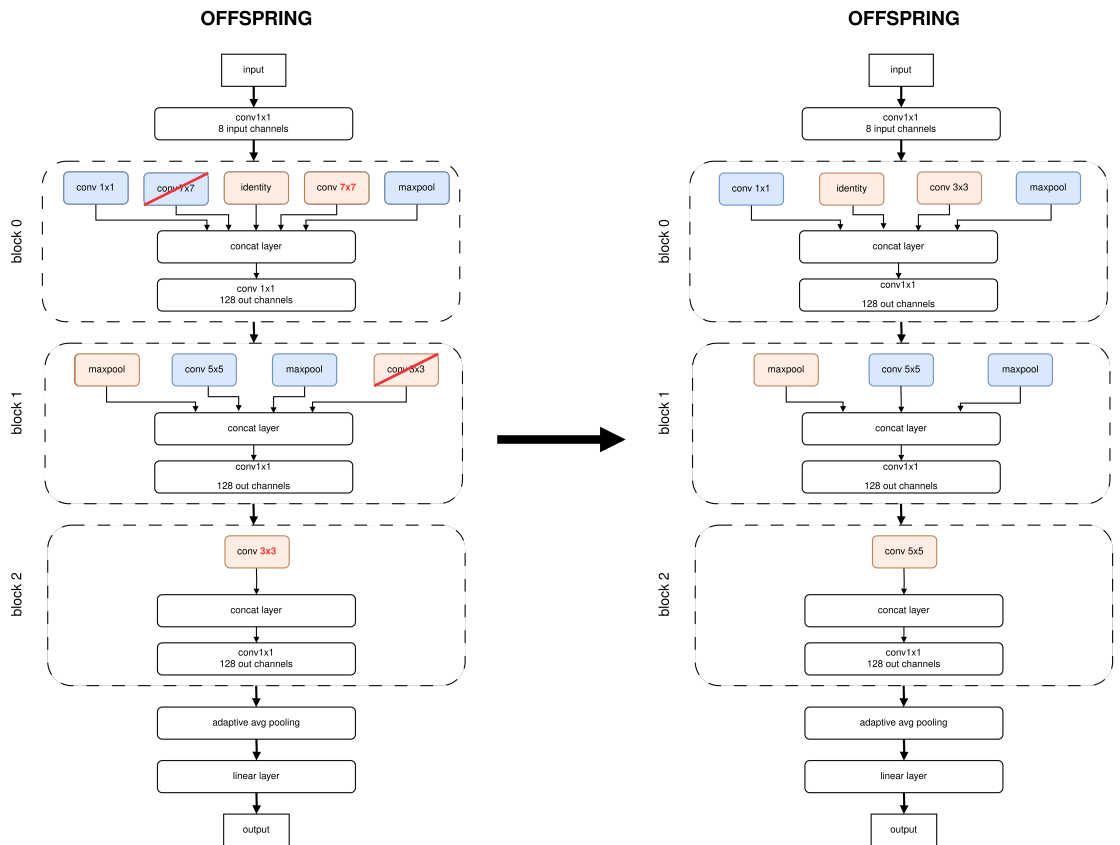 OFFSPRING
input
conv1x1
8 input channels
block 0
conv 1x1
conv 7x7
identity
conv 7x7
maxpool
concat layer
conv 1x1
128 out channels
block 1
maxpool
conv 5x5
maxpool
conv 3x3
concat layer
conv1x1
128 out channels
block 2
conv 3x3
concat layer
conv1x1
128 out channels
adaptive avg pooling
linear layer
output
OFFSPRING
input
conv1x1
8 input channels
block 0
conv 1x1
identity
conv 3x3
maxpool
concat layer
conv1x1
128 out channels
block 1
maxpool
conv 5x5
maxpool
concat layer
conv1x1
128 out channels
block 2
conv 5x5
concat layer
conv1x1
128 out channels
adaptive avg pooling
linear layer
output